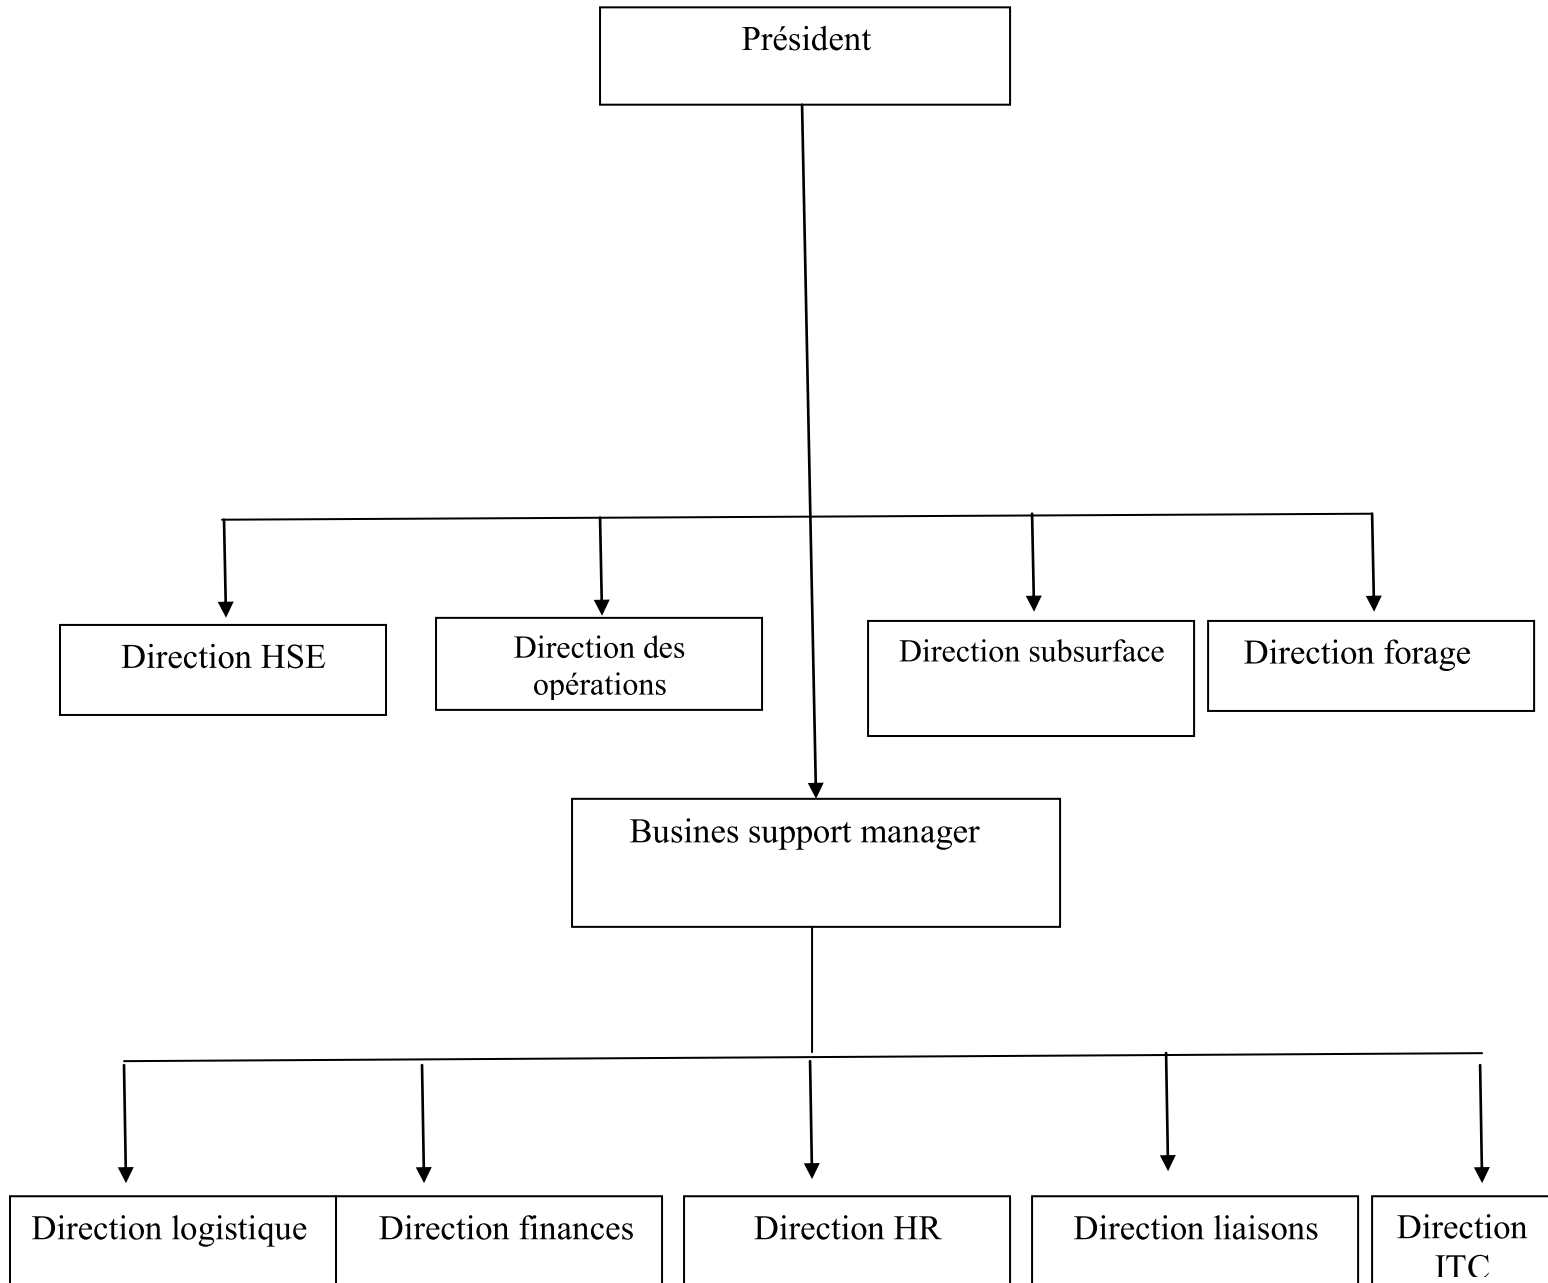 Président
Direction HSE
Direction des
opérations
Direction subsurface
Direction forage
Busines support manager
Direction logistique
Direction finances
Direction HR
Direction liaisons
Direction
ITC